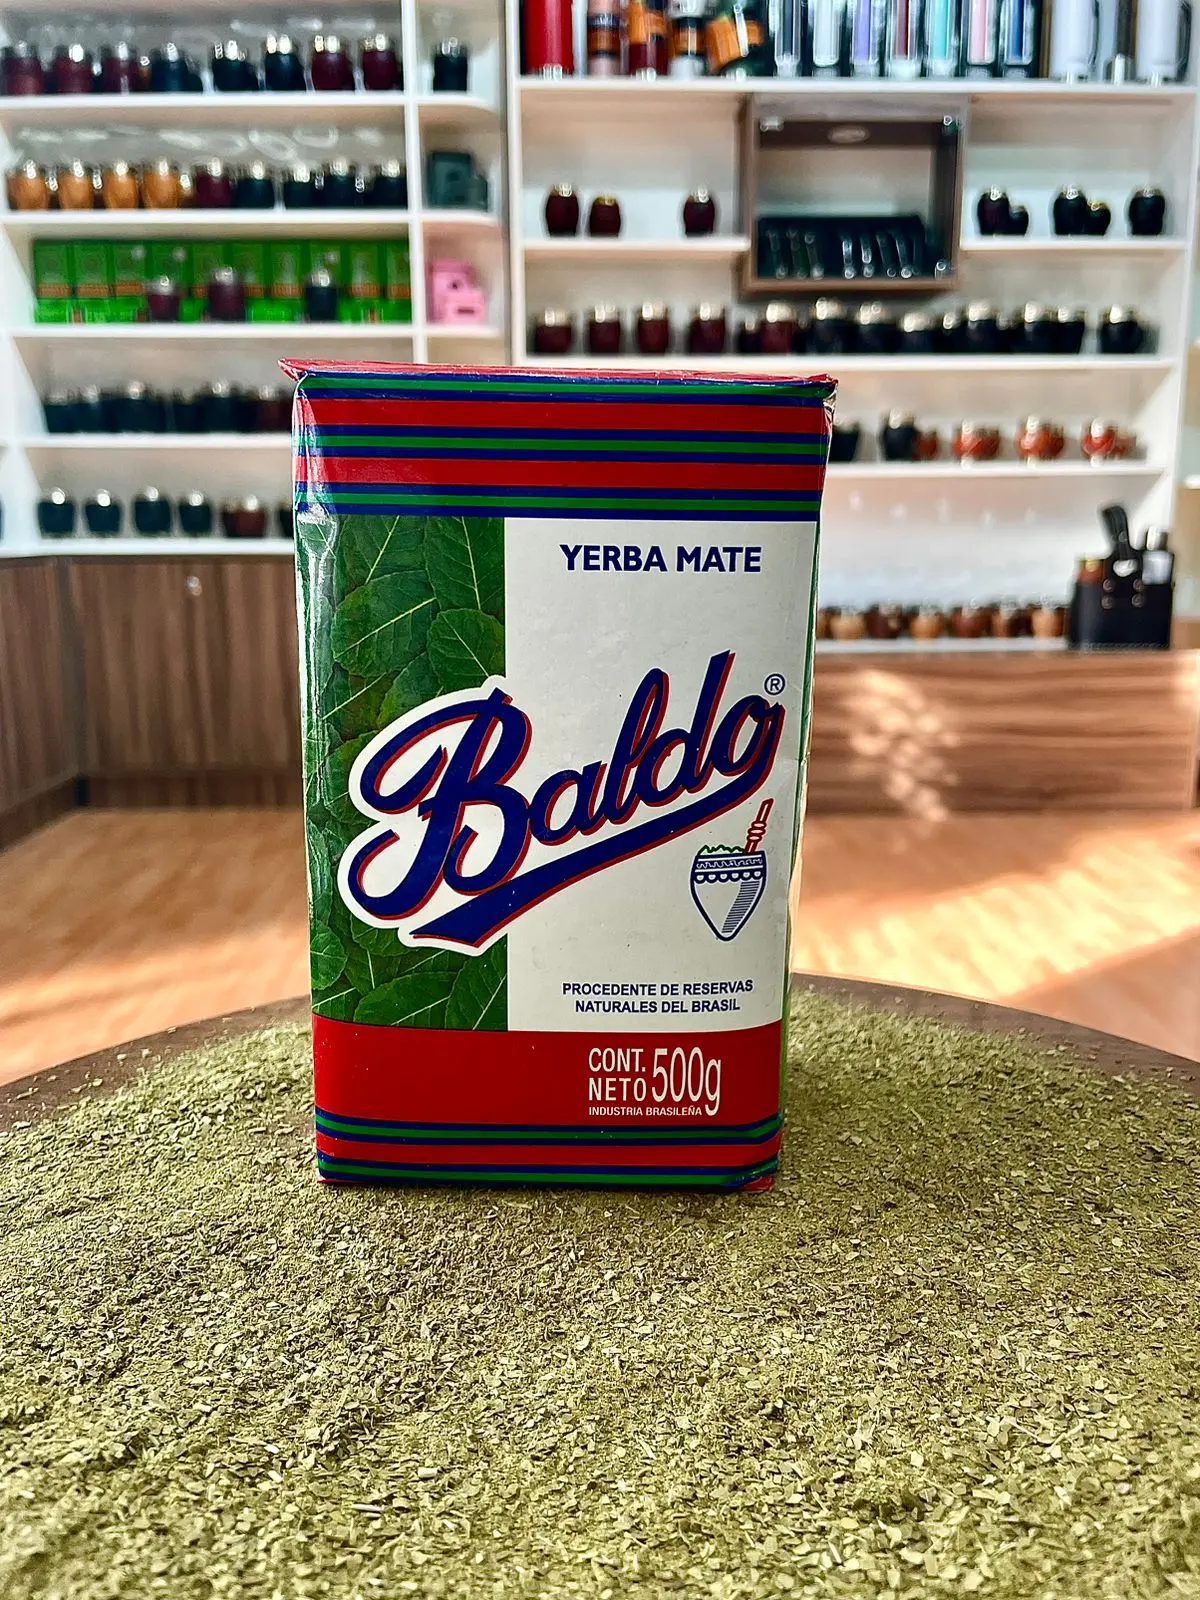 YERBA MATE
Baldo®
PROCEDENTE DE RESERVAS
NATURALES DEL BRASIL
CONT.
NETO 500g
INDUSTRIA BRASILEÑA